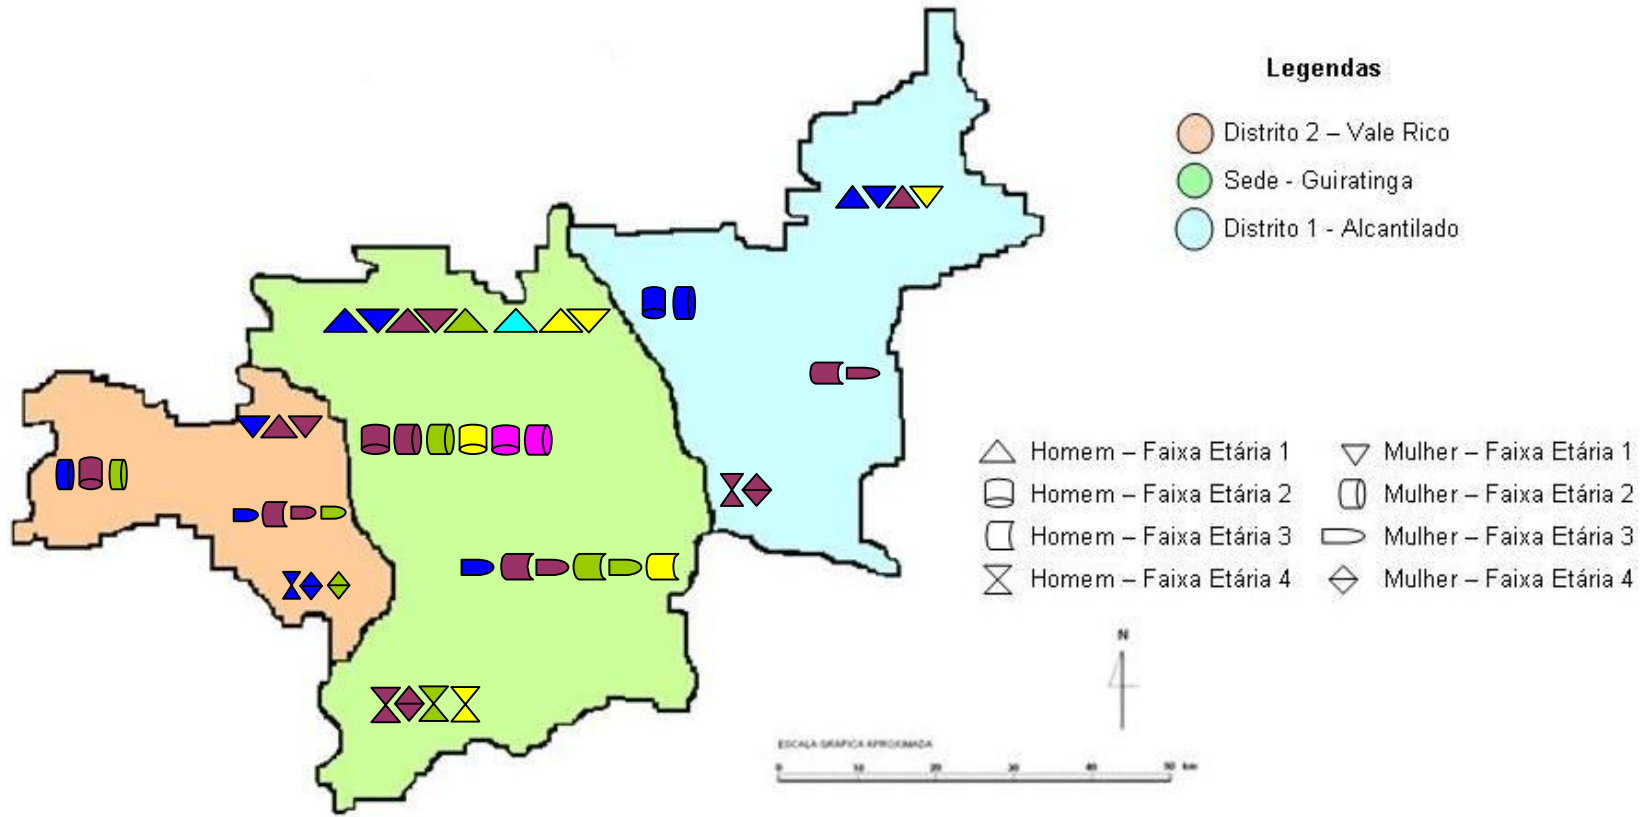 Legendas
Distrito 2 – Vale Rico
Sede - Guiratinga
Distrito 1 - Alcantilado
Homem – Faixa Etária 1
Mulher – Faixa Etária 1
Homem – Faixa Etária 2
Mulher – Faixa Etária 2
Homem – Faixa Etária 3
Mulher – Faixa Etária 3
Homem – Faixa Etária 4
Mulher – Faixa Etária 4
N
ESCALA GRÁFICA APROXIMADA
0 10 20 30 40 50 km